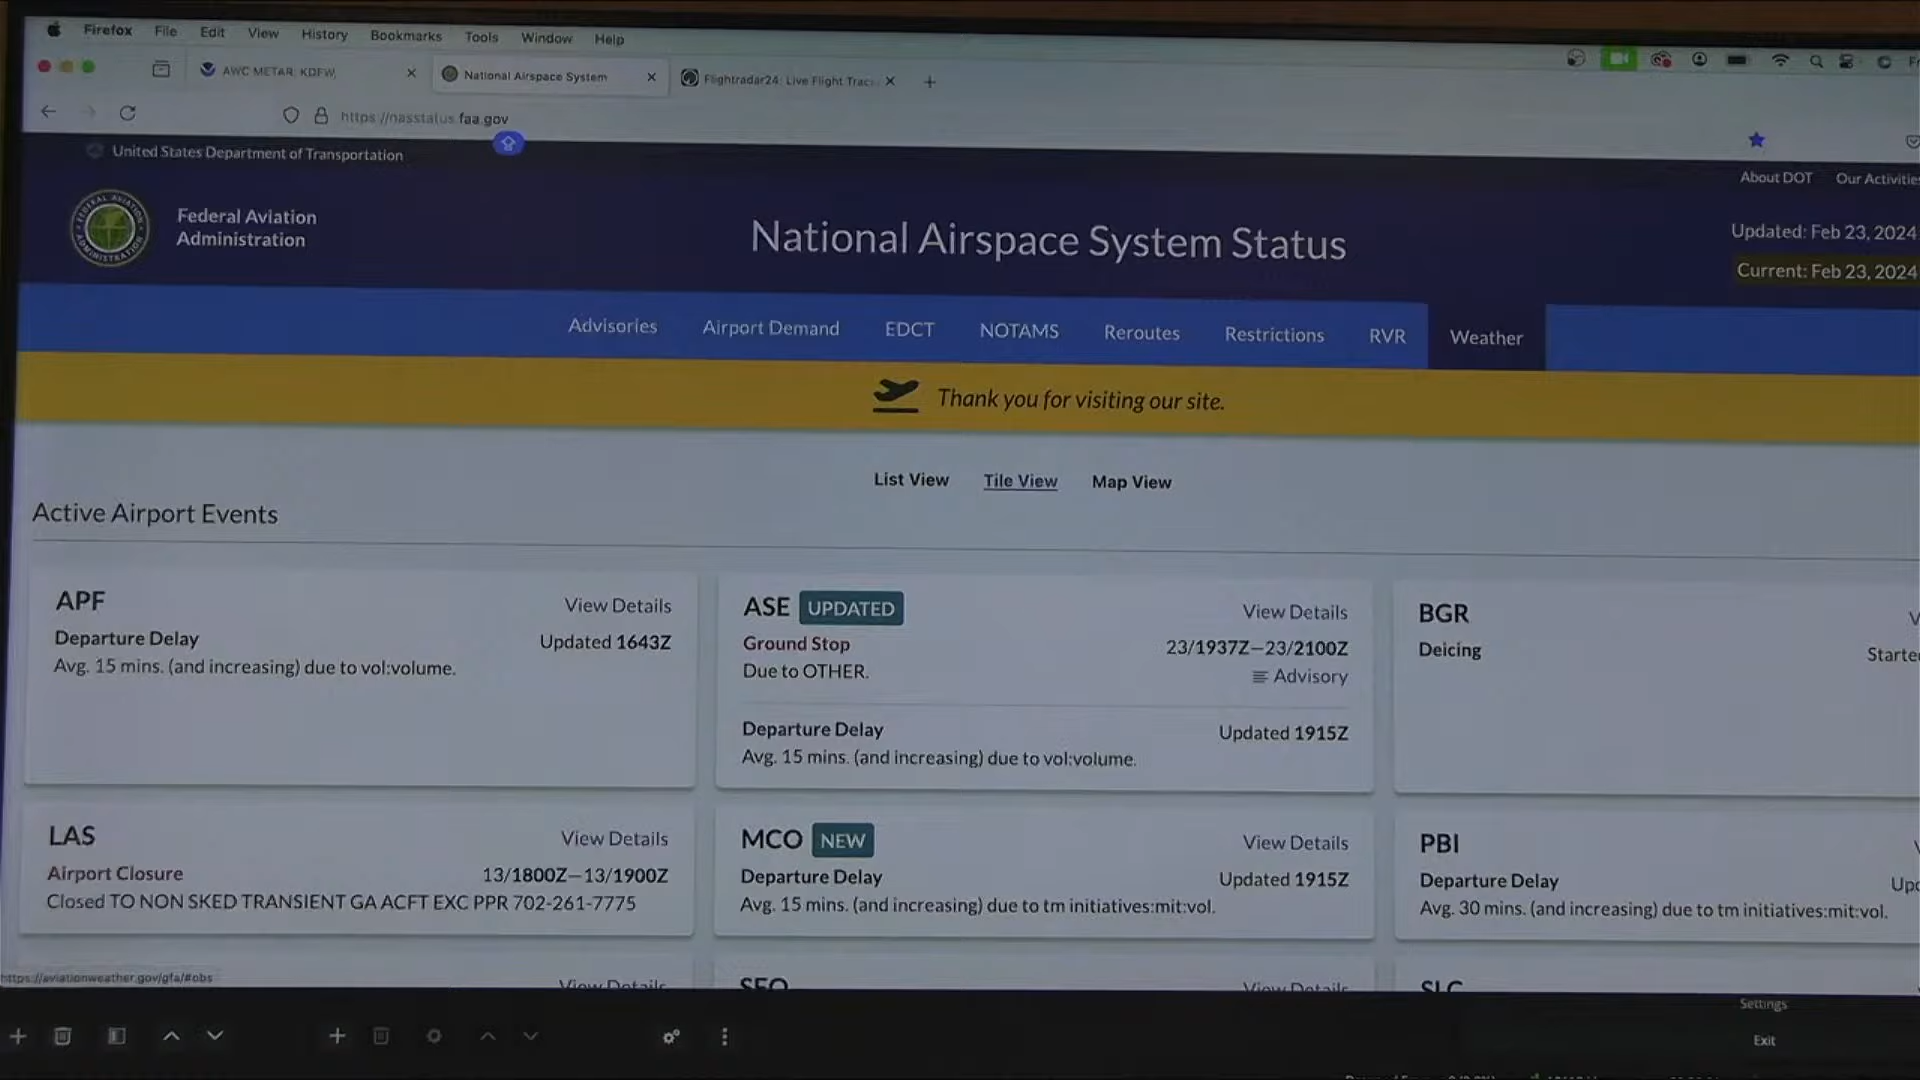 Firefox File Edit View History Bookmarks Tools Window Help
AWC METAR: KDFW, National Airspace System Flightradar24: Live Flight Trac
https://nasstatus.faa.gov
United States Department of Transportation
About DOT Our Activities
Federal Aviation
Administration
National Airspace System Status
Updated: Feb 23, 2024
Current: Feb 23, 2024
Advisories Airport Demand EDCT NOTAMS Reroutes Restrictions RVR Weather
Thank you for visiting our site.
List View Tile View Map View
Active Airport Events
APF View Details
Departure Delay Updated 1643Z
Avg. 15 mins. (and increasing) due to vol:volume.
ASE UPDATED View Details
Ground Stop 23/1937Z—23/2100Z
Due to OTHER. Advisory
Departure Delay Updated 1915Z
Avg. 15 mins. (and increasing) due to vol:volume.
BGR V
Deicing Starte
LAS View Details
Airport Closure 13/1800Z—13/1900Z
Closed TO NON SKED TRANSIENT GA ACFT EXC PPR 702-261-7775
MCO NEW View Details
Departure Delay Updated 1915Z
Avg. 15 mins. (and increasing) due to tm initiatives:mit:vol.
PBI
Departure Delay Upd
Avg. 30 mins. (and increasing) due to tm initiatives:mit:vol.
https://aviationweather.gov/gfa/#obs
View Details SFO View Details SLC
Settings
Exit